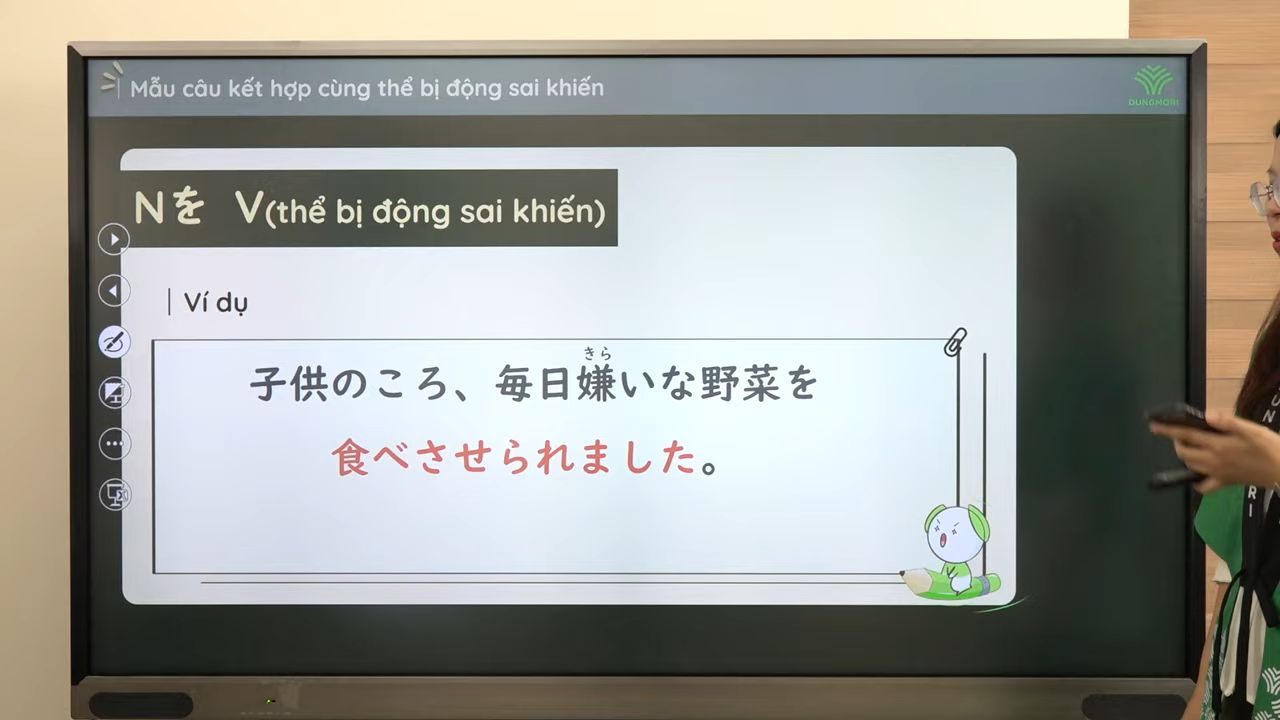 Mẫu câu kết hợp cùng thể bị động sai khiến
DUNGMORI
Nを V(thể bị động sai khiến)
Ví dụ
きら
子供のころ、毎日嫌いな野菜を
食べさせられました。